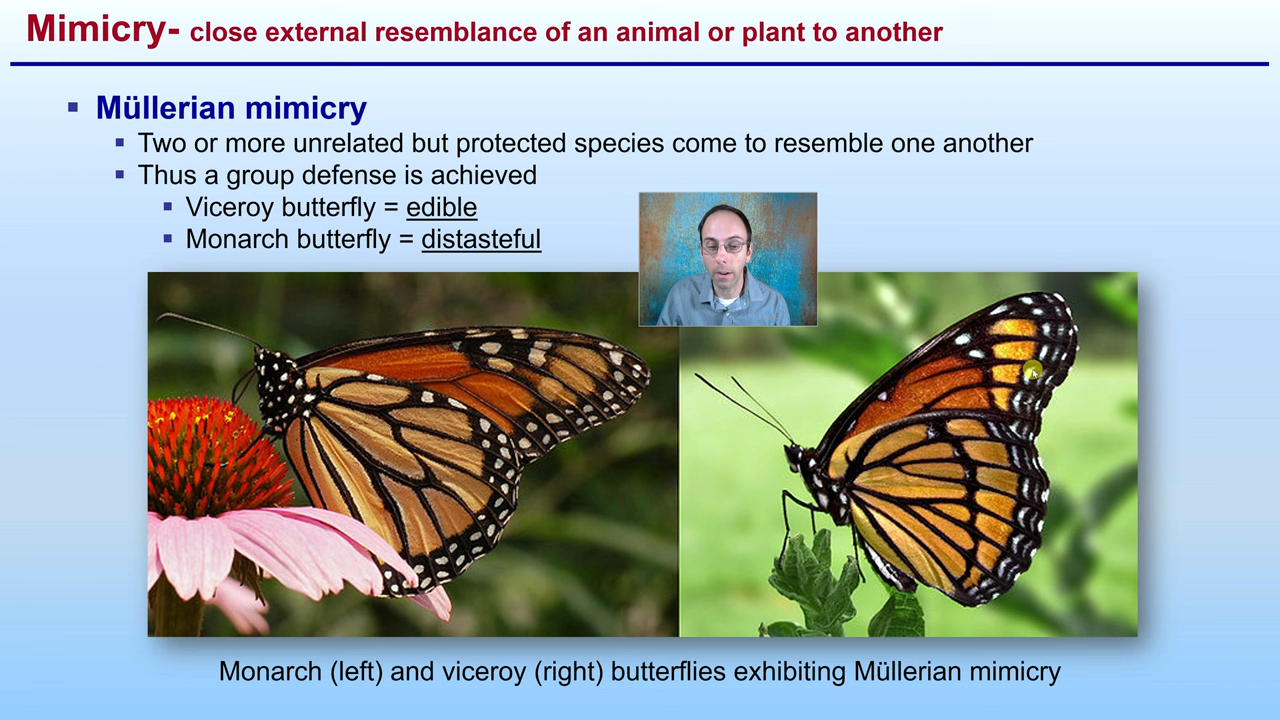 Mimicry- close external resemblance of an animal or plant to another
Müllerian mimicry
Two or more unrelated but protected species come to resemble one another
Thus a group defense is achieved
Viceroy butterfly = edible
Monarch butterfly = distasteful
Monarch (left) and viceroy (right) butterflies exhibiting Müllerian mimicry